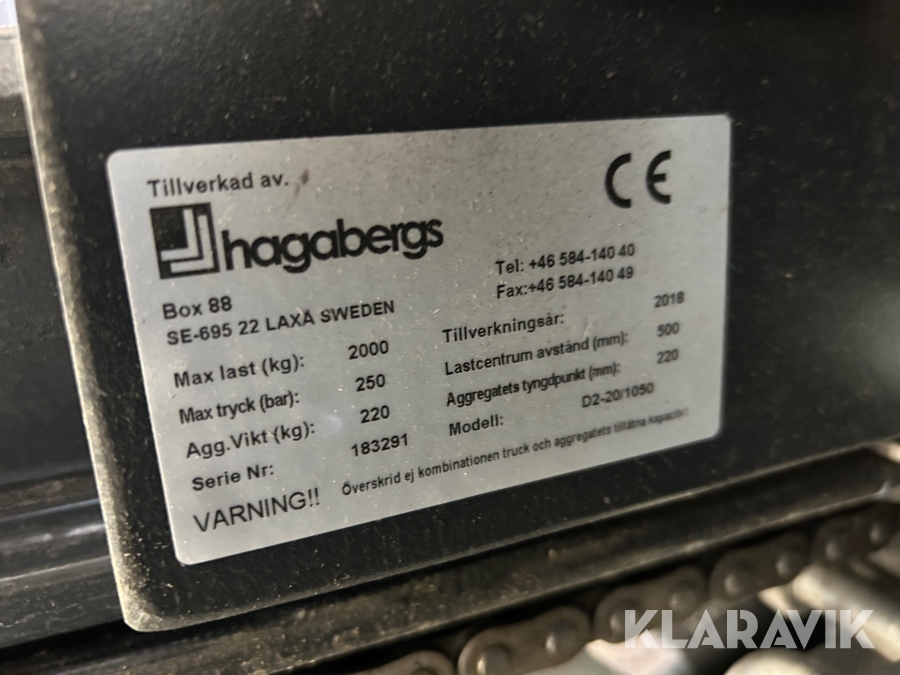 Tillverkad av.
CE
hagabergs
Box 88
SE-695 22 LAXÅ SWEDEN
Tel: +46 584-140 40
Fax:+46 584-140 49
Max last (kg): 2000
Max tryck (bar): 250
Agg.Vikt (kg): 220
Serie Nr: 183291
Tillverkningsår: 2018
Lastcentrum avstånd (mm): 500
Aggregatets tyngdpunkt (mm): 220
Modell: D2-20/1050
VARNING!! Överskrid ej kombinationen truck och aggregatets tillåtna kapacitet
KLARAVIK